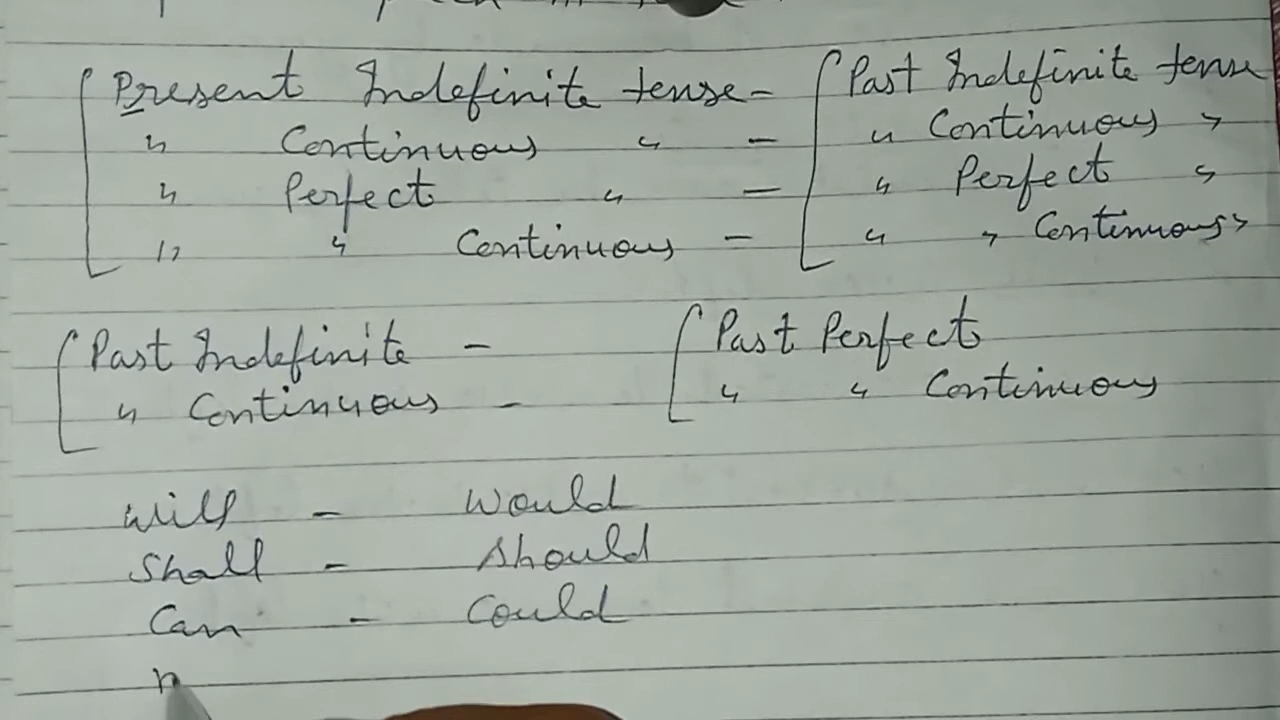 Present Indefinite tense - Past Indefinite tense
" Continuous " - " Continuous "
" Perfect " - " Perfect "
" " Continuous - " " Continuous "
Past Indefinite - Past Perfect
" Continuous - " " Continuous
Will - Would
Shall - Should
Can - Could